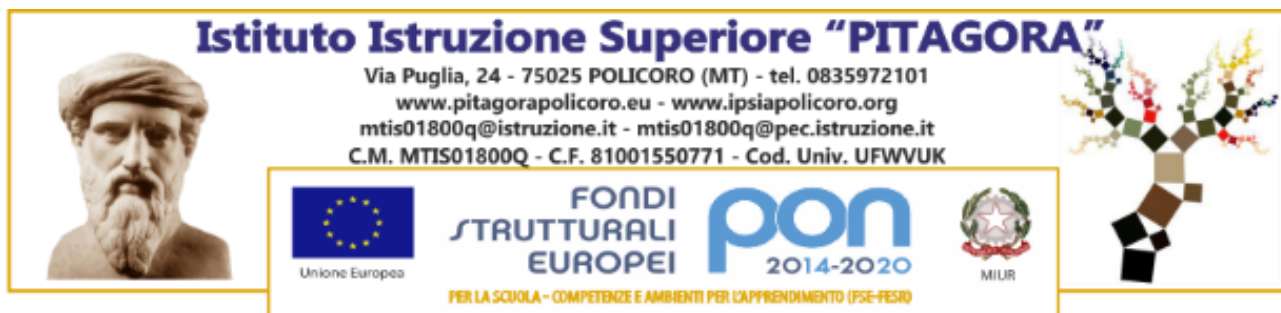 Istituto Istruzione Superiore “PITAGORA”
Via Puglia, 24 - 75025 POLICORO (MT) - tel. 0835972101
www.pitagorapolicoro.eu - www.ipsiapolicoro.org
mtis01800q@istruzione.it - mtis01800q@pec.istruzione.it
C.M. MTIS01800Q - C.F. 81001550771 - Cod. Univ. UFWVUK
Unione Europea
FONDI
STRUTTURALI
EUROPEI
pon
2014-2020
MIUR
PER LA SCUOLA - COMPETENZE E AMBIENTI PER L'APPRENDIMENTO (FSE-FESR)